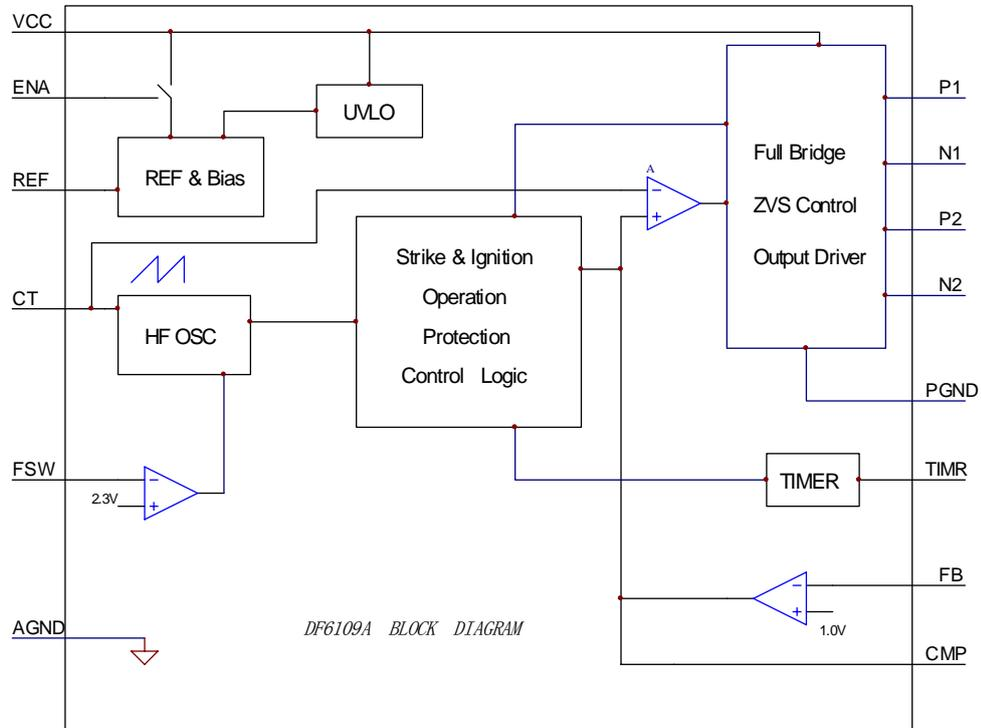 VCC
ENA
UVLO
P1
REF & Bias
REF
Full Bridge
ZVS Control
Output Driver
N1
A
−
+
P2
Strike & Ignition
Operation
Protection
Control Logic
N2
CT
HF OSC
PGND
FSW
−
2.3V
+
TIMER
TIMR
FB
−
+
1.0V
AGND
DF6109A BLOCK DIAGRAM
CMP